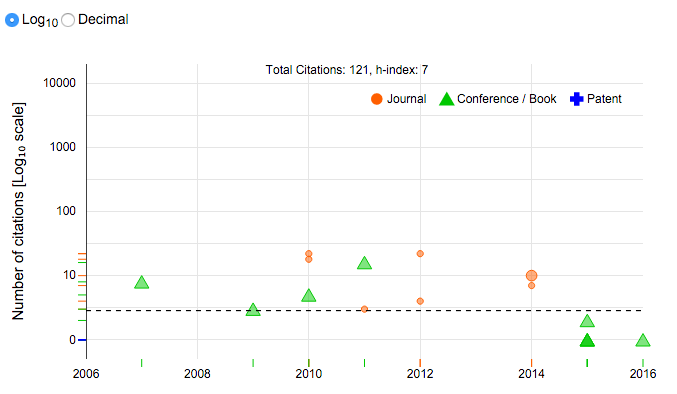 Log10 Decimal
Total Citations: 121, h-index: 7
Journal Conference / Book Patent
Number of citations [Log10 scale]
10000
1000
100
10
0
2006 2008 2010 2012 2014 2016